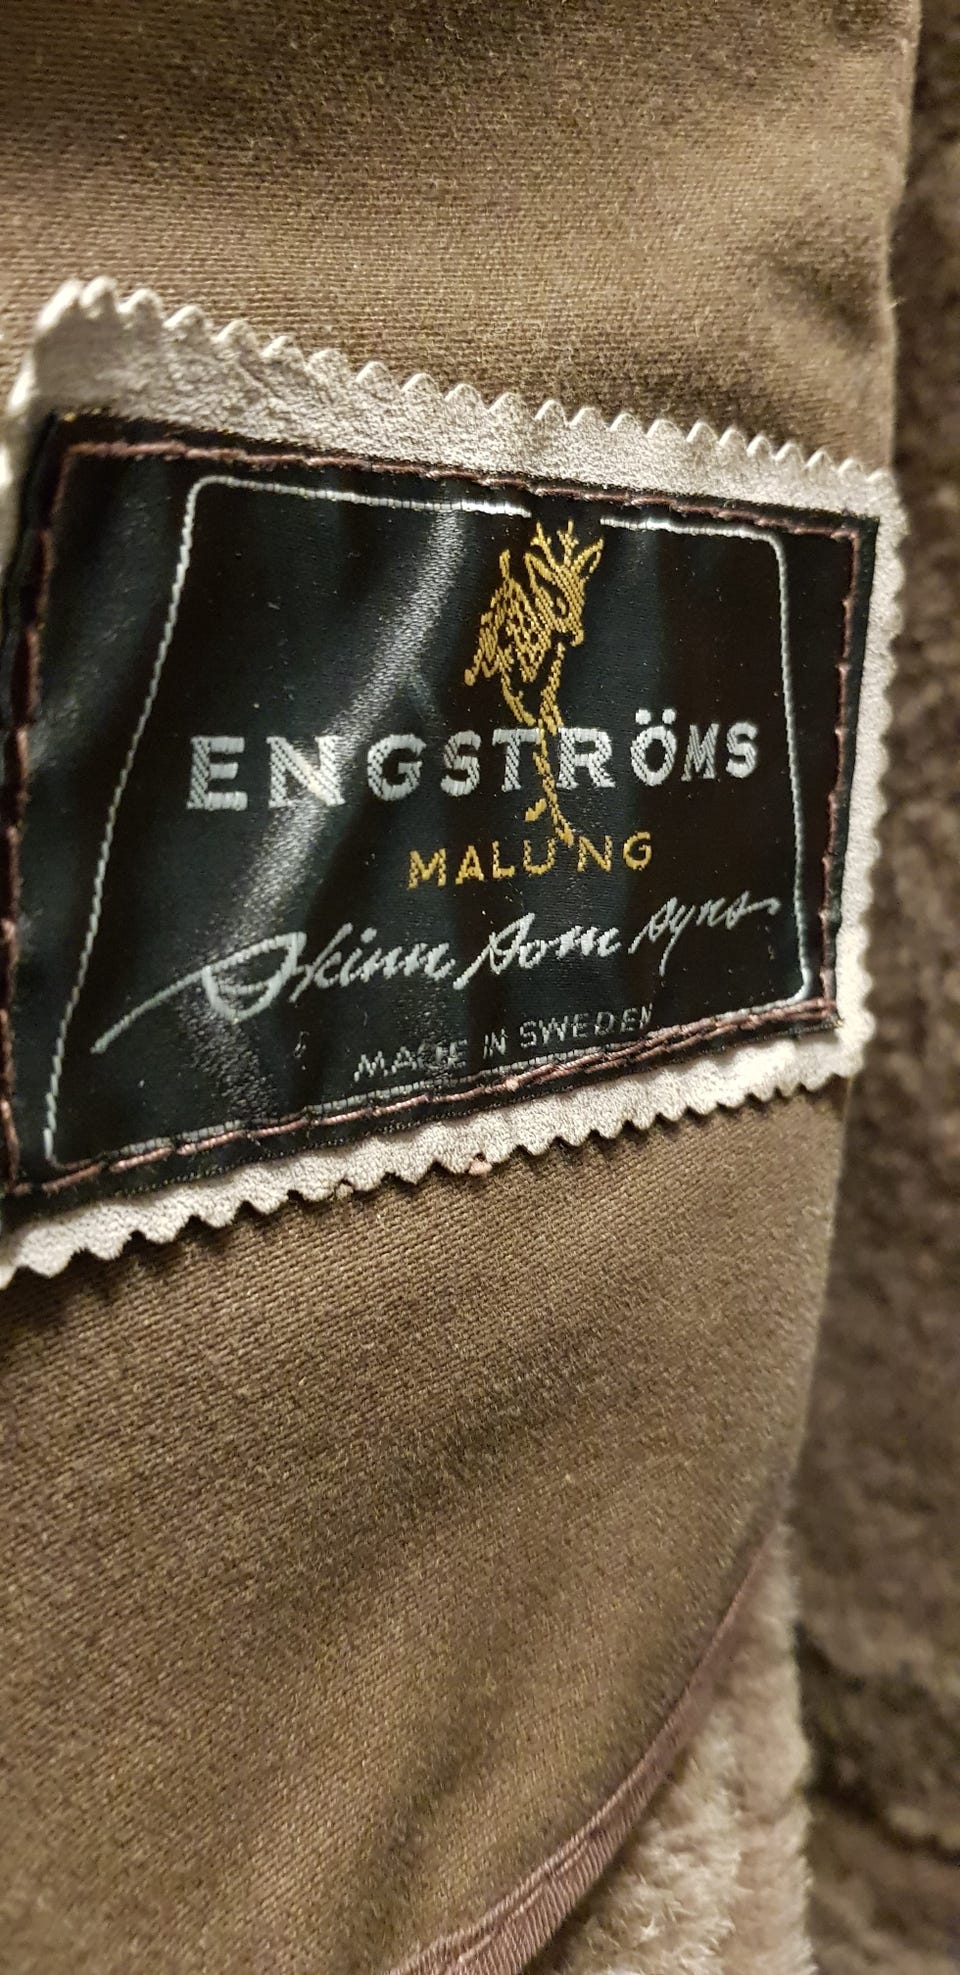 ENGSTRÖMS
MALUNG
Skinn som syns
MADE IN SWEDEN